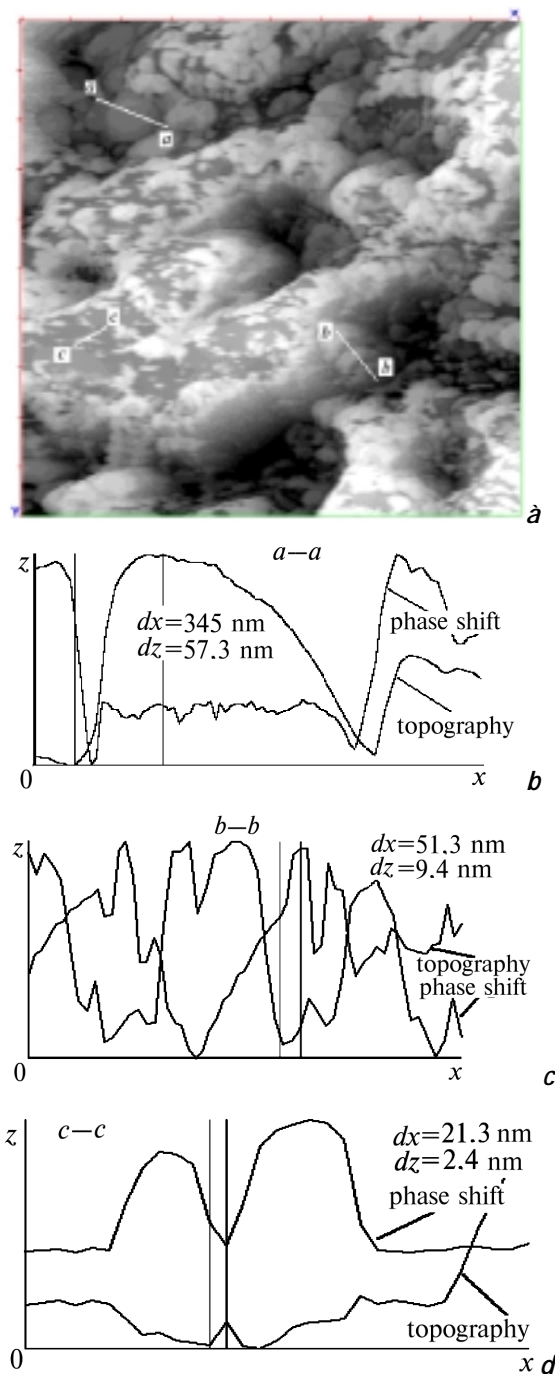 a
a
c
c
b
b
à
z
a—a
phase shift
dx=345 nm
dz=57.3 nm
topography
0
x
b
b—b
z
dx=51.3 nm
dz=9.4 nm
topography
phase shift
0
x
c
c—c
z
dx=21.3 nm
dz=2.4 nm
phase shift
topography
0
x
d